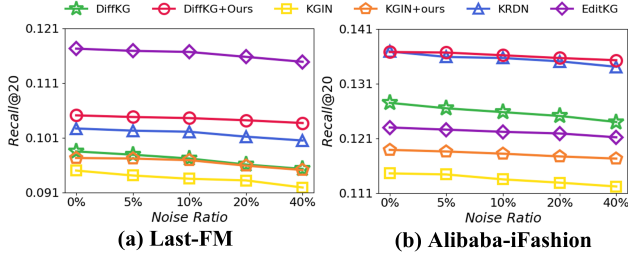 DiffKG DiffKG+Ours KGIN KGIN+ours KRDN EditKG
Recall@20
0.121
0.111
0.101
0.091
0% 5% 10% 20% 40%
Noise Ratio
(a) Last-FM
Recall@20
0.141
0.131
0.121
0.111
0% 5% 10% 20% 40%
Noise Ratio
(b) Alibaba-iFashion